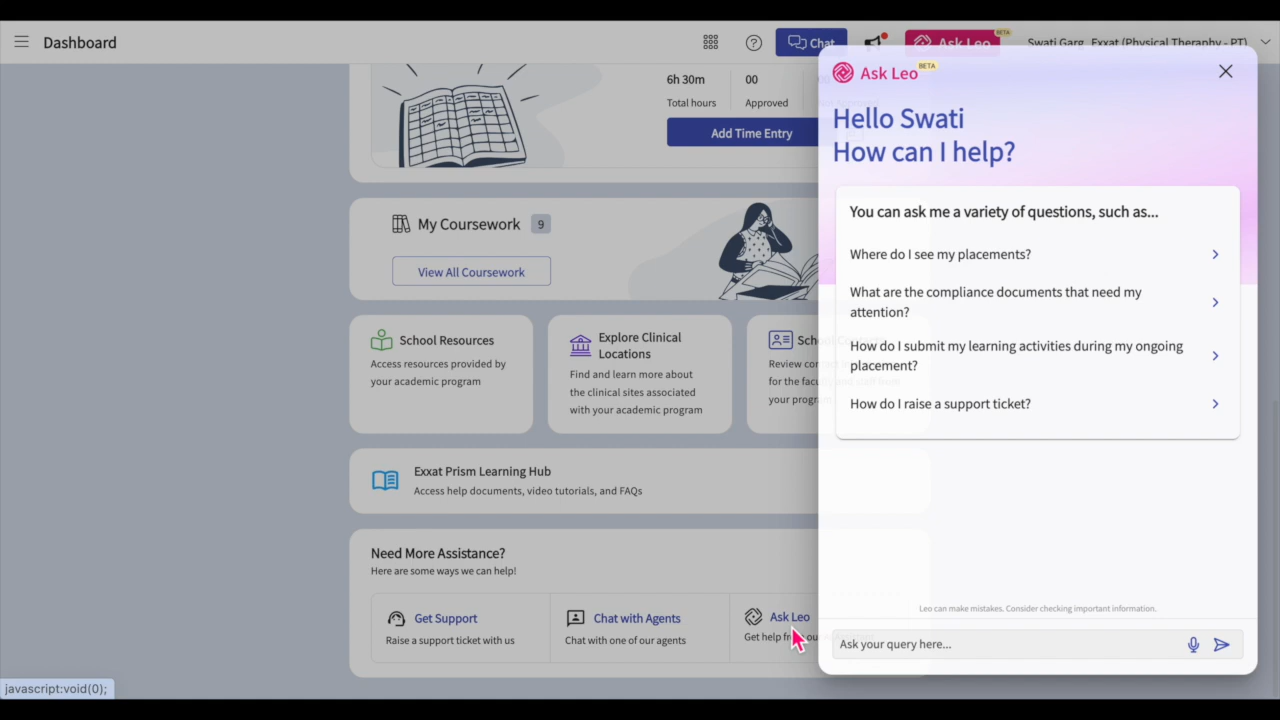 Dashboard
Chat
Ask Leo
BETA
Swati Garg
Exxat (Physical Theraphy - PT)
6h 30m
00
Total hours
Approved
Add Time Entry
My Coursework
9
View All Coursework
School Resources
Access resources provided by
your academic program
Explore Clinical
Locations
Find and learn more about
the clinical sites associated
with your academic program
Review
for the
your
Exxat Prism Learning Hub
Access help documents, video tutorials, and FAQs
Need More Assistance?
Here are some ways we can help!
Get Support
Raise a support ticket with us
Chat with Agents
Chat with one of our agents
Ask Leo
Get help
javascript:void(0);
Ask Leo
BETA
Hello Swati
How can I help?
You can ask me a variety of questions, such as...
Where do I see my placements?
What are the compliance documents that need my
attention?
How do I submit my learning activities during my ongoing
placement?
How do I raise a support ticket?
Leo can make mistakes. Consider checking important information.
Ask your query here...